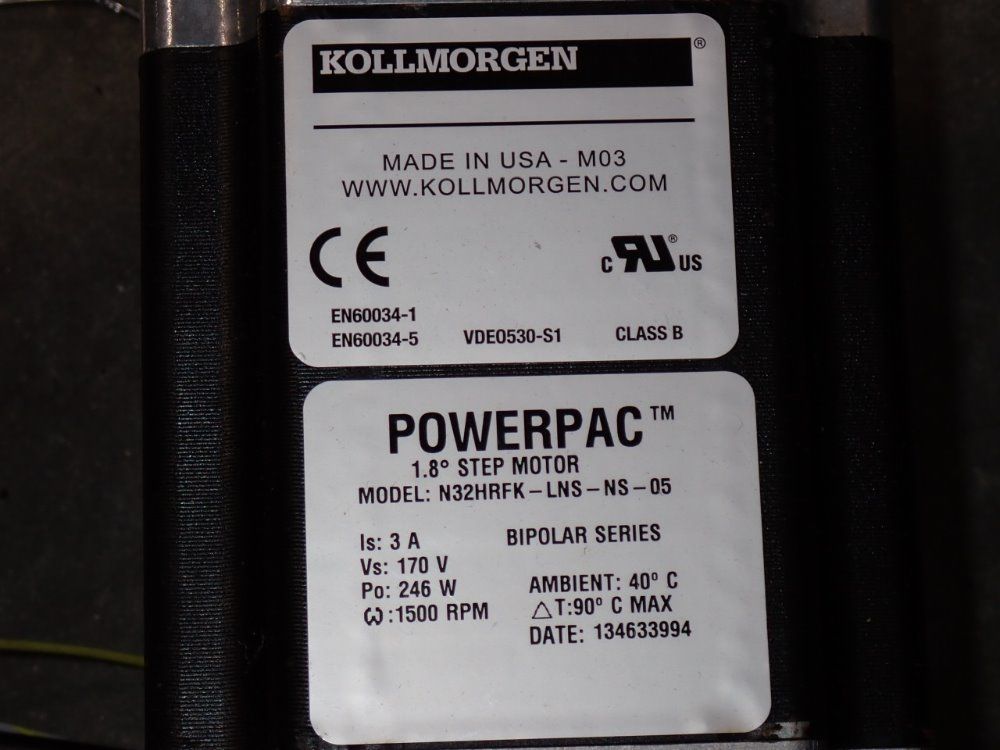 KOLLMORGEN®
MADE IN USA - M03
WWW.KOLLMORGEN.COM
CE
C RU® US
EN60034-1
EN60034-5 VDE0530-S1 CLASS B
POWERPAC™
1.8° STEP MOTOR
MODEL: N32HRFK-LNS-NS-05
Is: 3 A BIPOLAR SERIES
Vs: 170 V
Po: 246 W AMBIENT: 40° C
ω:1500 RPM △T:90° C MAX
DATE: 134633994